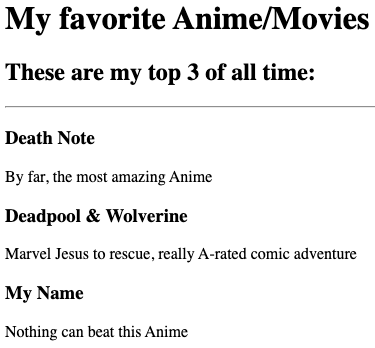 My favorite Anime/Movies
These are my top 3 of all time:
Death Note
By far, the most amazing Anime
Deadpool & Wolverine
Marvel Jesus to rescue, really A-rated comic adventure
My Name
Nothing can beat this Anime